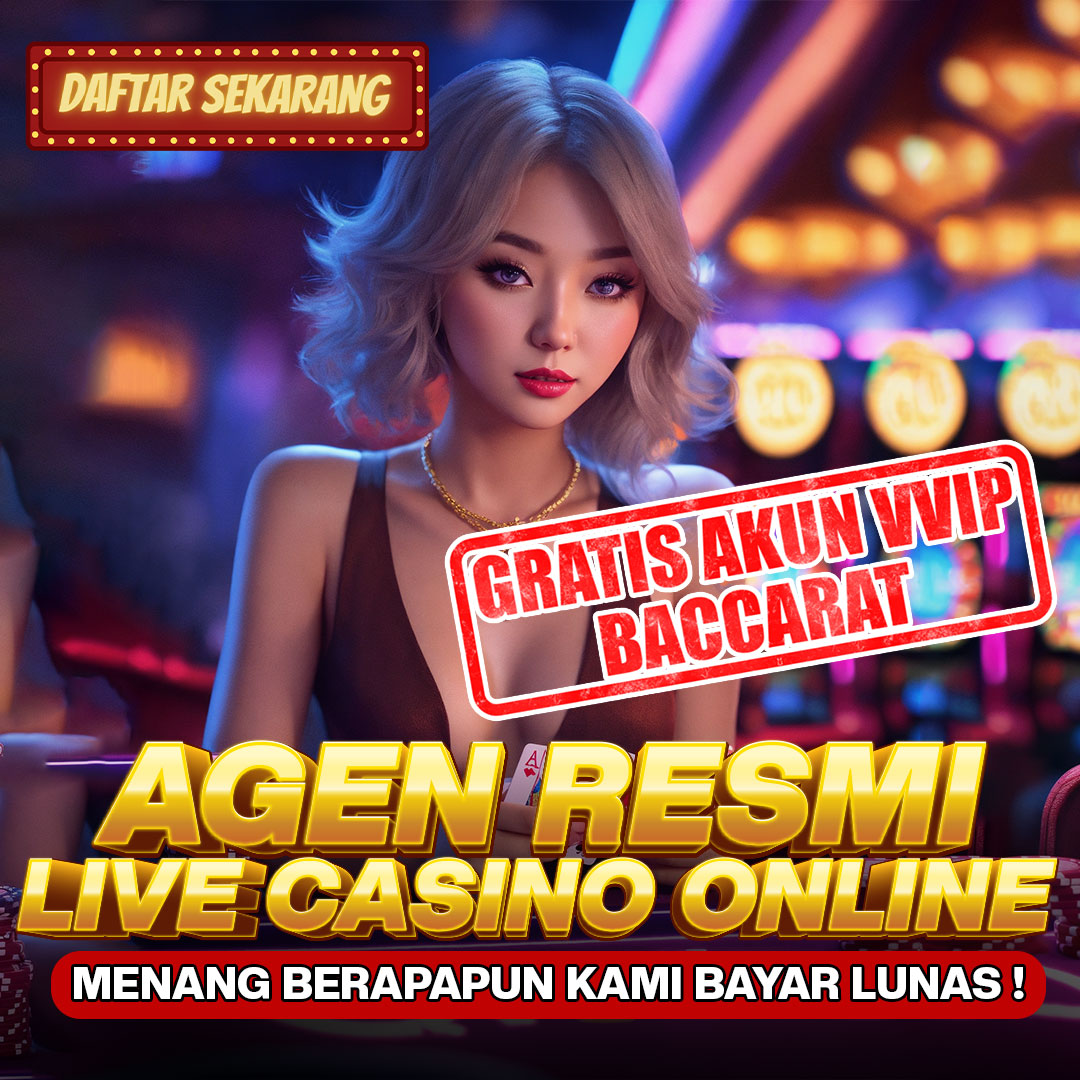 DAFTAR SEKARANG
GRATIS AKUN VVIP
BACCARAT
A
AGEN RESMI
LIVE CASINO ONLINE
MENANG BERAPAPUN KAMI BAYAR LUNAS !